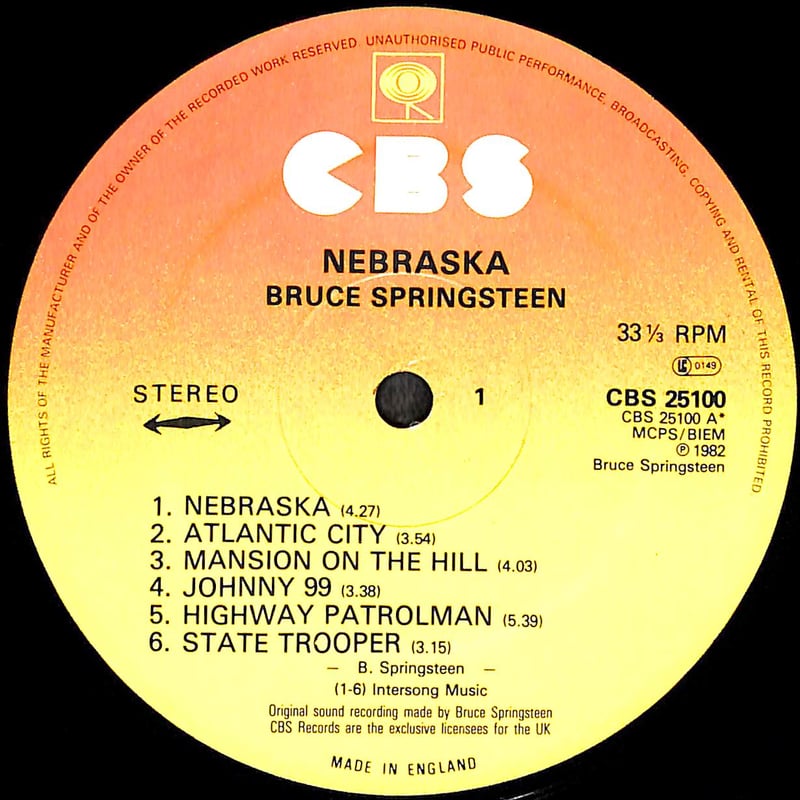 ALL RIGHTS OF THE MANUFACTURER AND OF THE OWNER OF THE RECORDED WORK RESERVED. UNAUTHORISED PUBLIC PERFORMANCE, BROADCASTING, COPYING AND RENTAL OF THIS RECORD PROHIBITED
CBS
NEBRASKA
BRUCE SPRINGSTEEN
33 ⅓ RPM
LC 0149
STEREO
1
CBS 25100
CBS 25100 A*
MCPS/BIEM
℗ 1982
Bruce Springsteen
1. NEBRASKA (4.27)
2. ATLANTIC CITY (3.54)
3. MANSION ON THE HILL (4.03)
4. JOHNNY 99 (3.38)
5. HIGHWAY PATROLMAN (5.39)
6. STATE TROOPER (3.15)
— B. Springsteen —
(1-6) Intersong Music
Original sound recording made by Bruce Springsteen
CBS Records are the exclusive licensees for the UK
MADE IN ENGLAND